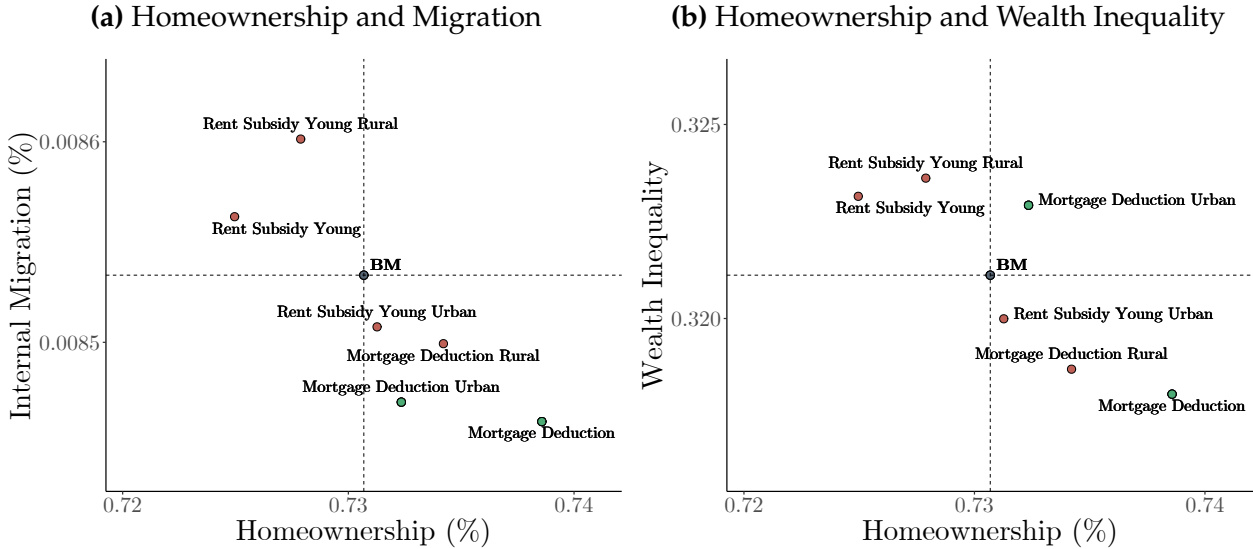 (a) Homeownership and Migration
Internal Migration (%)
0.0086
0.0085
Rent Subsidy Young Rural
Rent Subsidy Young
BM
Rent Subsidy Young Urban
Mortgage Deduction Rural
Mortgage Deduction Urban
Mortgage Deduction
0.72
0.73
0.74
Homeownership (%)
(b) Homeownership and Wealth Inequality
Wealth Inequality
0.325
0.320
Rent Subsidy Young Rural
Mortgage Deduction Urban
Rent Subsidy Young
BM
Rent Subsidy Young Urban
Mortgage Deduction Rural
Mortgage Deduction
0.72
0.73
0.74
Homeownership (%)